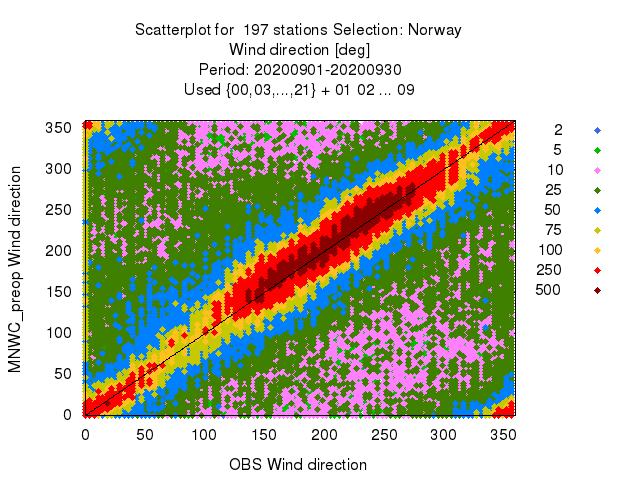 Scatterplot for 197 stations Selection: Norway
Wind direction [deg]
Period: 20200901-20200930
Used {00,03,...,21} + 01 02 ... 09
MNWC_preop Wind direction
350
300
250
200
150
100
50
0
0 50 100 150 200 250 300 350
OBS Wind direction
2
5
10
25
50
75
100
250
500